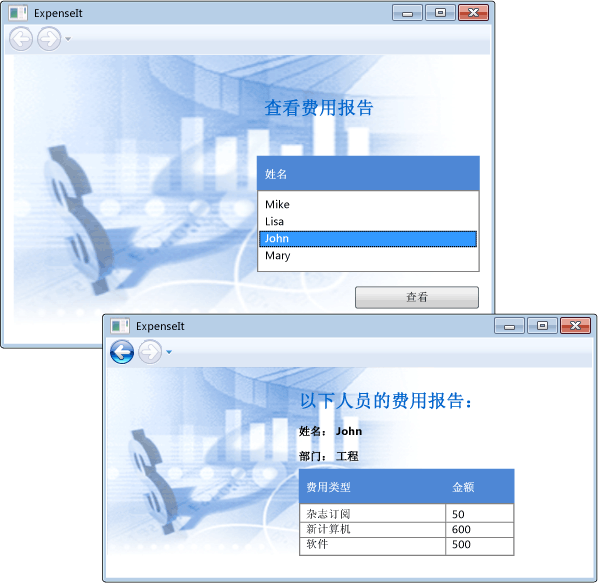 ExpenseIt
查看费用报告
姓名
Mike
Lisa
John
Mary
查看
ExpenseIt
以下人员的费用报告：
姓名： John
部门： 工程
费用类型 金额
杂志订阅 50
新计算机 600
软件 500